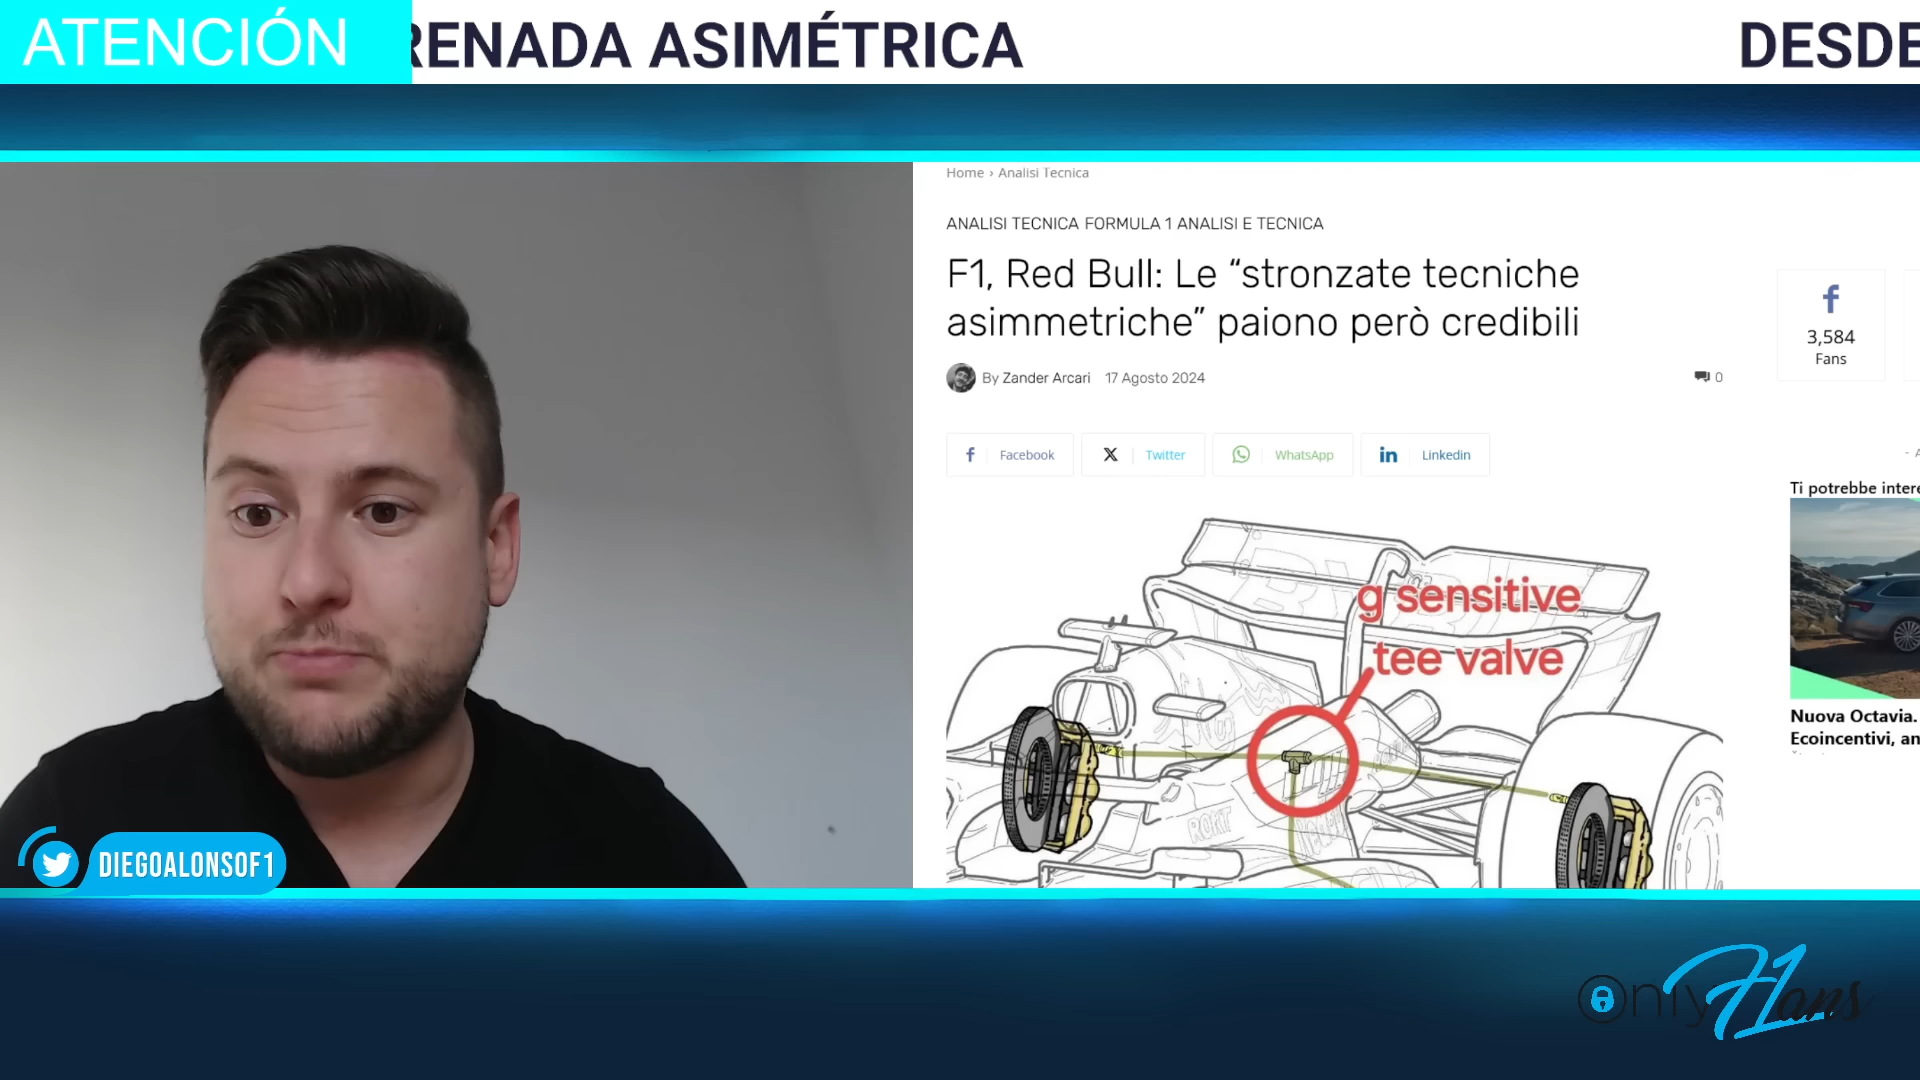 ATENCIÓN
RENADA ASIMÉTRICA
DESDE
Home › Analisi Tecnica
ANALISI TECNICA FORMULA 1 ANALISI E TECNICA
F1, Red Bull: Le “stronzate tecniche
asimmetriche” paiono però credibili
By Zander Arcari 17 Agosto 2024
0
Facebook
Twitter
WhatsApp
Linkedin
3,584
Fans
- A
Ti potrebbe intere
g sensitive
tee valve
Nuova Octavia.
Ecoincentivi, an
DIEGOALONSOF1
OnlyF1ans